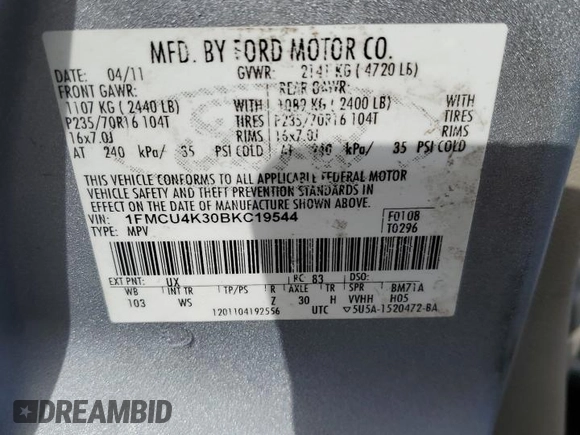 MFD. BY FORD MOTOR CO.
DATE: 04/11 GVWR: 2141 KG ( 4720 LB)
FRONT GAWR: REAR GAWR:
1107 KG ( 2440 LB) WITH 1089 KG ( 2400 LB) WITH
P235/70R16 104T TIRES P235/70R16 104T TIRES
16x7.0J RIMS 16x7.0J RIMS
AT 240 kPa/ 35 PSI COLD AT 240 kPa/ 35 PSI COLD
THIS VEHICLE CONFORMS TO ALL APPLICABLE FEDERAL MOTOR
VEHICLE SAFETY AND THEFT PREVENTION STANDARDS IN
EFFECT ON THE DATE OF MANUFACTURE SHOWN ABOVE.
VIN: 1FMCU4K30BKC19544 F0108
TYPE: MPV T0296
EXT PNT: UX RC: 83 DSO:
WB INT TR TP/PS R AXLE TR SPR BM71A
103 WS Z 30 H VVHH H05
1201104192556 UTC ▽5U5A-1520472-BA
DREAMBID